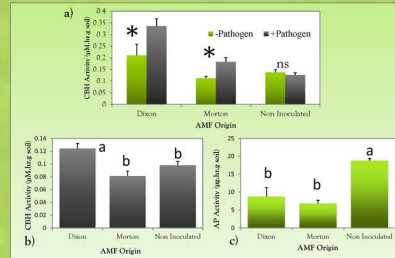 a)
CBH Activity (µM.hr.g soil)
0.4
0.35
0.3
0.25
0.2
0.15
0.1
0.05
0
-Pathogen +Pathogen
* * ns
Dixon Morton Non Inoculated
AMF Origin
b)
CBH Activity (µM.hr.g soil)
0.14
0.12
0.1
0.08
0.06
0.04
0.02
0
a b b
Dixon Morton Non Inoculated
AMF Origin
c)
AP Activity (µg.hr.g soil)
25
20
15
10
5
0
b b a
Dixon Morton Non Inoculated
AMF Origin